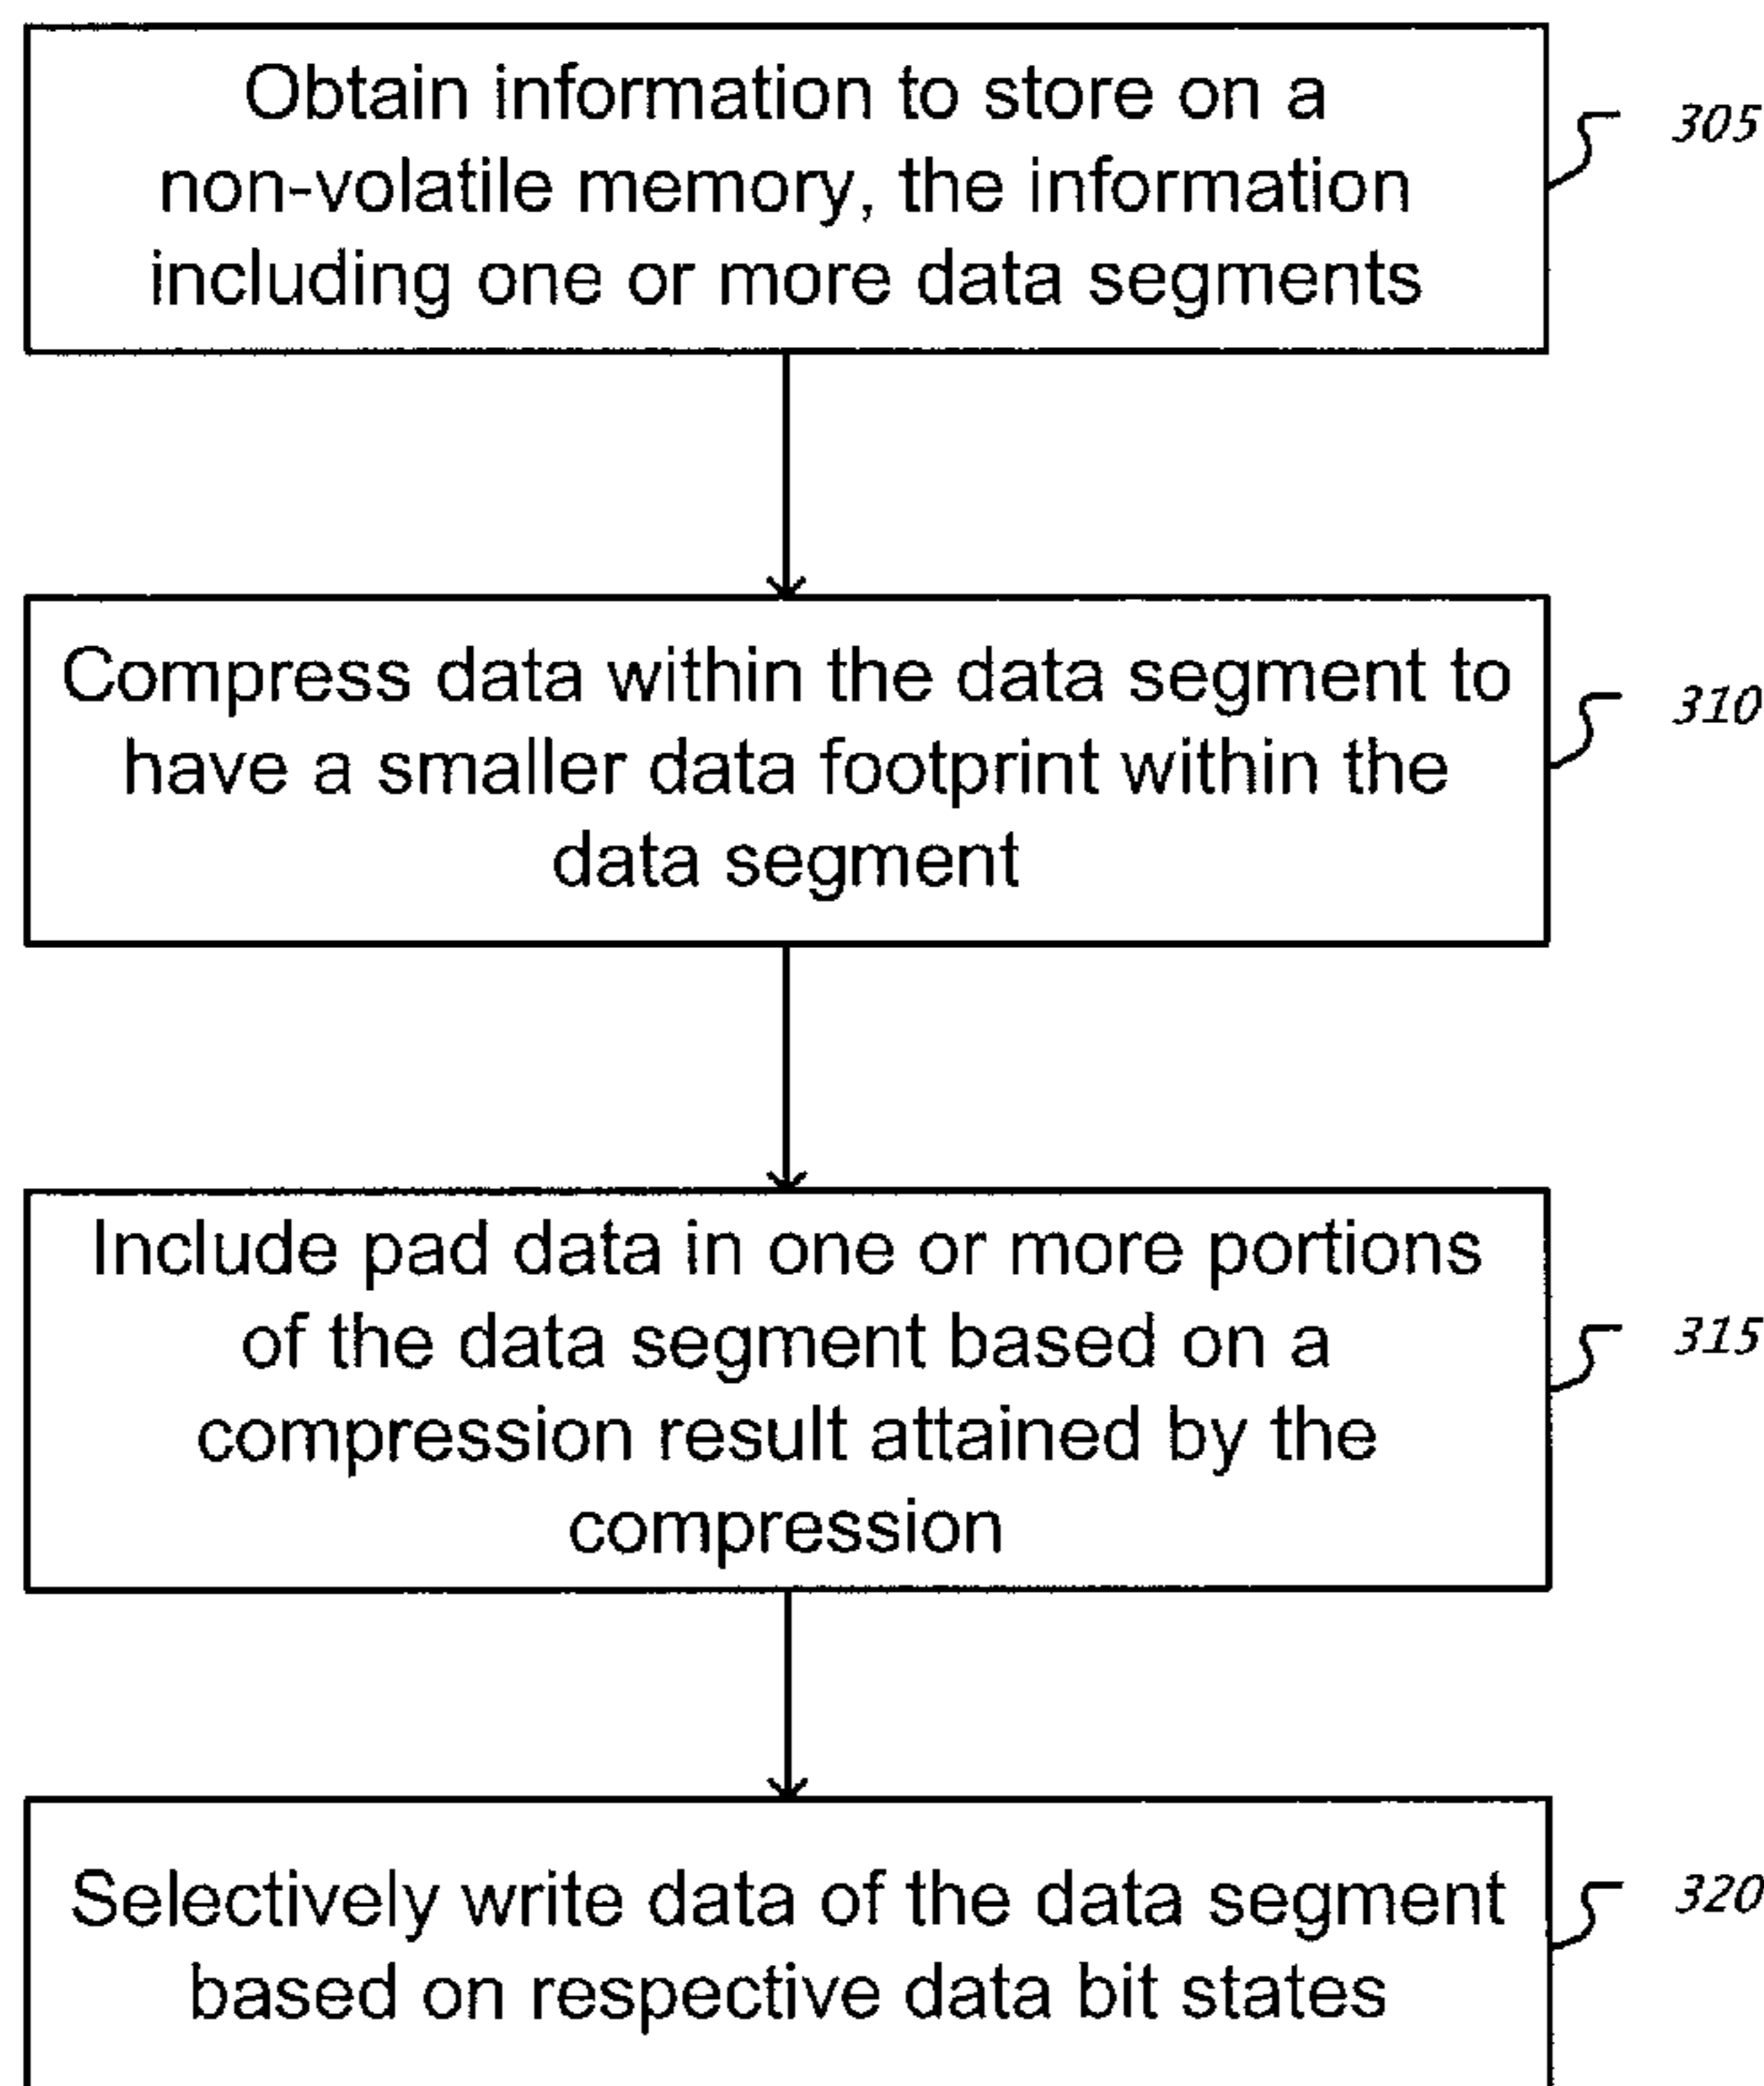 Obtain information to store on a
non-volatile memory, the information
including one or more data segments
305
Compress data within the data segment to
have a smaller data footprint within the
data segment
310
Include pad data in one or more portions
of the data segment based on a
compression result attained by the
compression
315
Selectively write data of the data segment
based on respective data bit states
320